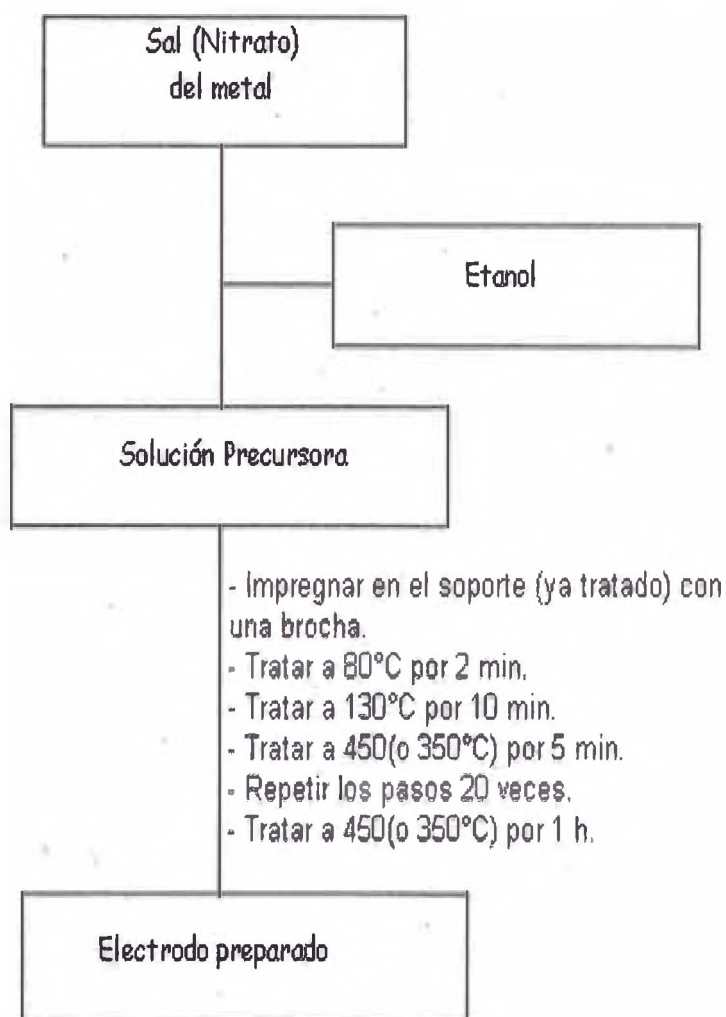 Sal (Nitrato)
del metal
Etanol
Solución Precursora
- Impregnar en el soporte (ya tratado) con
una brocha.
- Tratar a 80°C por 2 min.
- Tratar a 130°C por 10 min.
- Tratar a 450(o 350°C) por 5 min.
- Repetir los pasos 20 veces.
- Tratar a 450(o 350°C) por 1 h.
Electrodo preparado